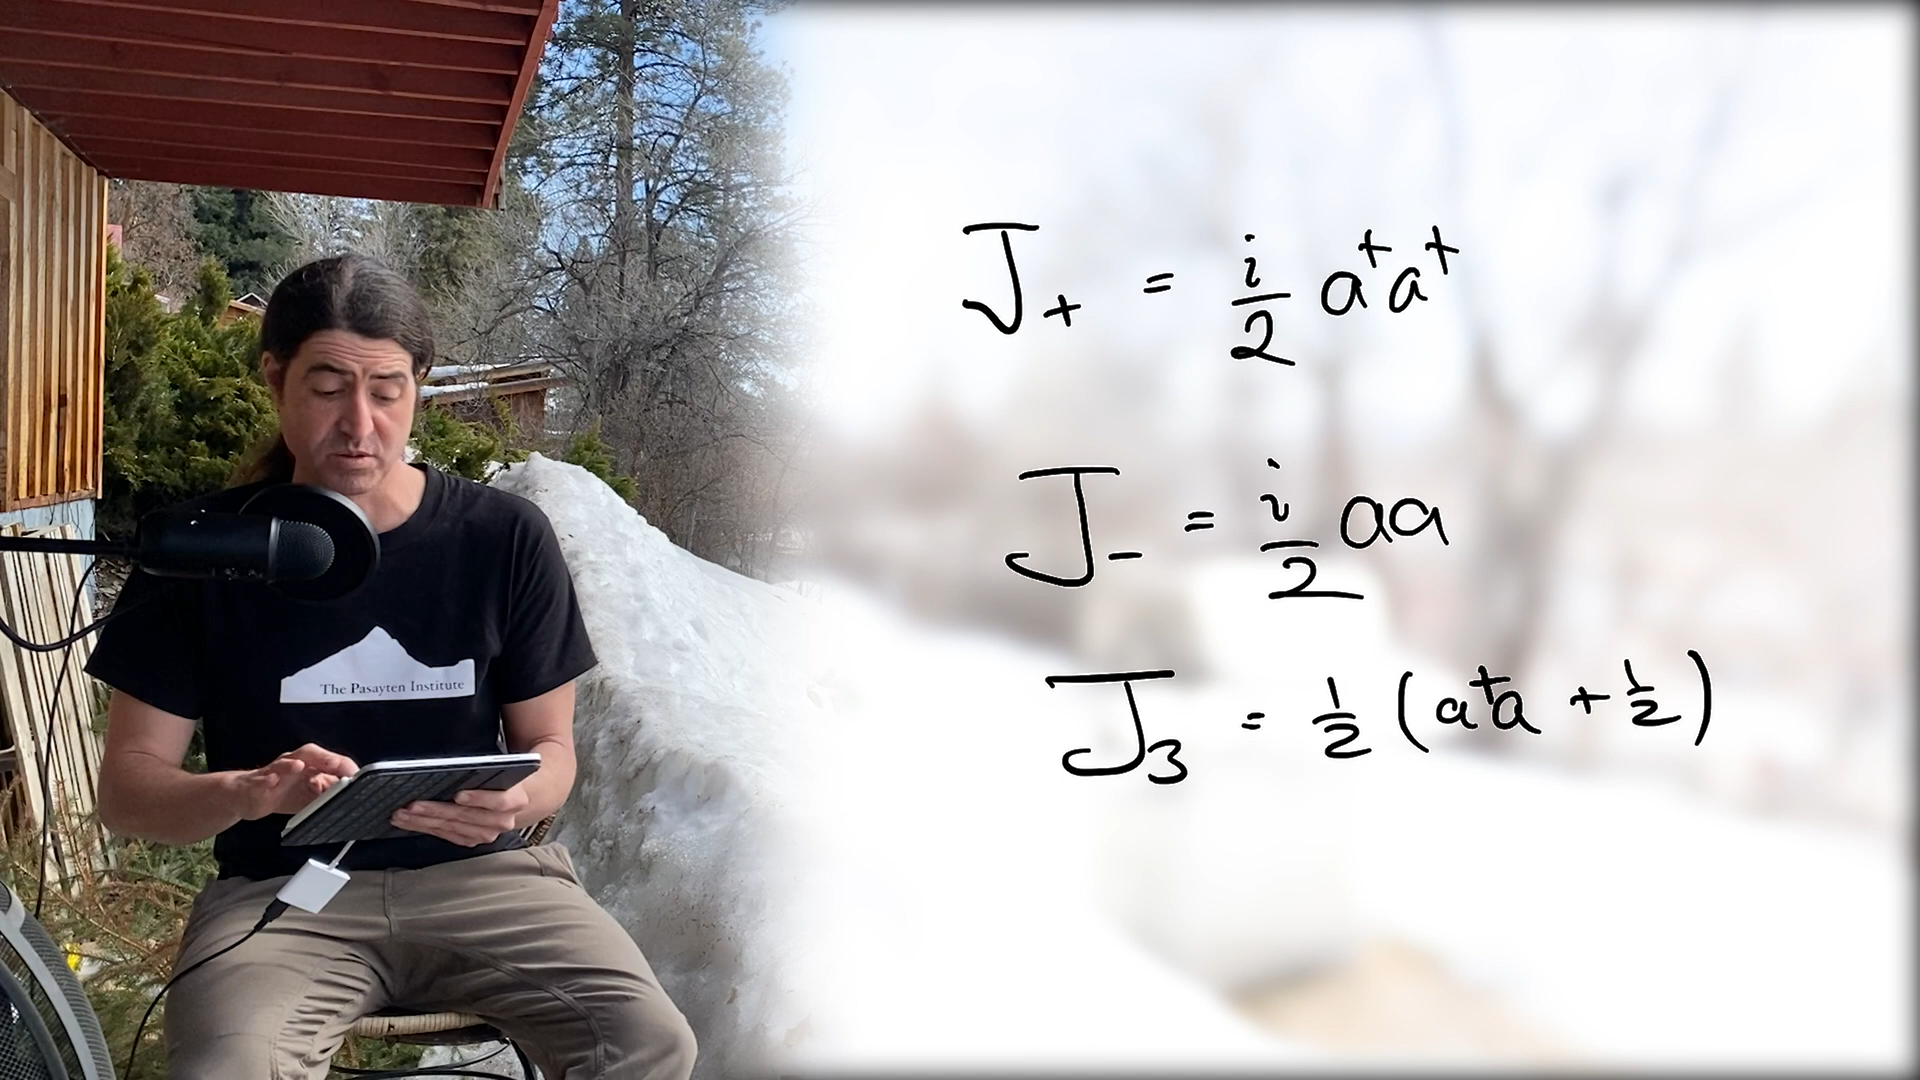 The Pasayten Institute
J₊ = i/2 a⁺a⁺
J₋ = i/2 aa
J₃ = ½ (a⁺a + ½)